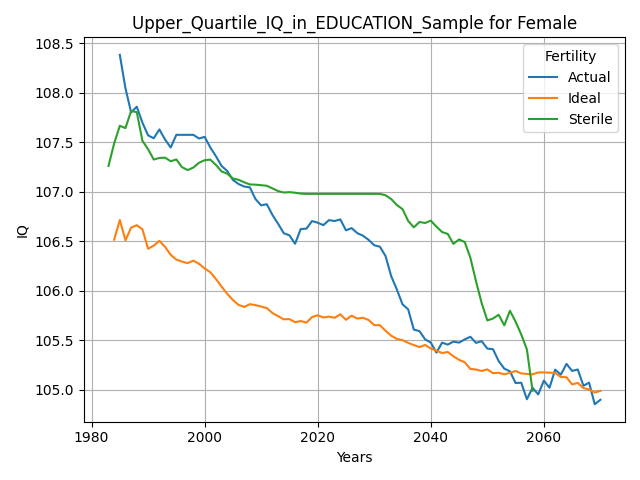 Upper_Quartile_IQ_in_EDUCATION_Sample for Female
Fertility
Actual
Ideal
Sterile
IQ
108.5
108.0
107.5
107.0
106.5
106.0
105.5
105.0
1980 2000 2020 2040 2060
Years